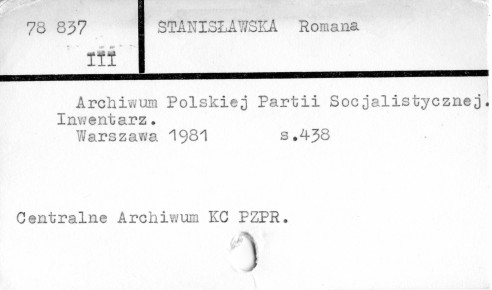 78 837
III
STANISŁAWSKA Romana
Archiwum Polskiej Partii Socjalistycznej.
Inwentarz.
Warszawa 1981 s.438
Centralne Archiwum KC PZPR.